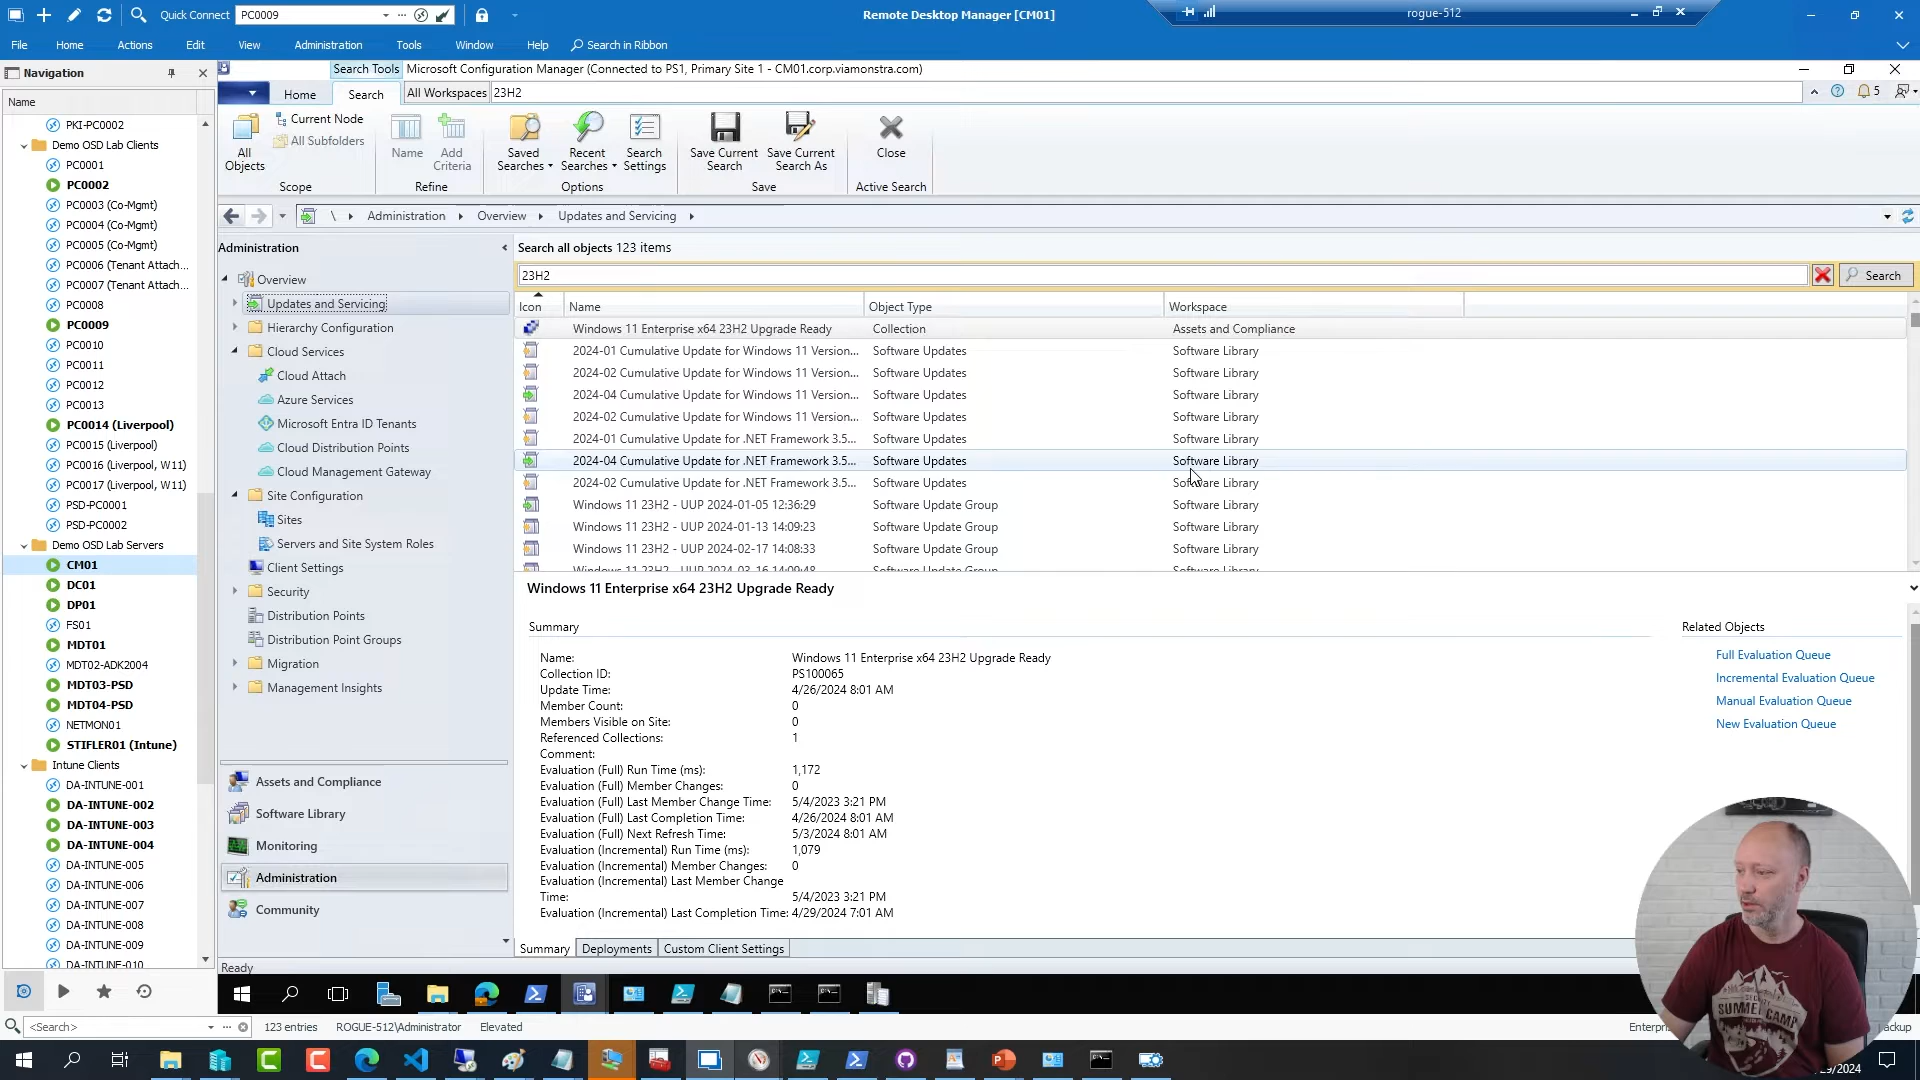 Quick Connect PC0009
Remote Desktop Manager [CM01]
rogue-512
File Home Actions Edit View Administration Tools Window Help Search in Ribbon
Navigation
Search Tools Microsoft Configuration Manager (Connected to PS1, Primary Site 1 - CM01.corp.viamonstra.com)
Name
Home Search All Workspaces 23H2
5
All Objects
Current Node
All Subfolders
Name
Add Criteria
Saved Searches
Recent Searches
Search Settings
Save Current Search
Save Current Search As
Close
Scope Refine Options Save Active Search
\ Administration Overview Updates and Servicing
PKI-PC0002
Demo OSD Lab Clients
PC0001
PC0002
PC0003 (Co-Mgmt)
PC0004 (Co-Mgmt)
PC0005 (Co-Mgmt)
PC0006 (Tenant Attach...
PC0007 (Tenant Attach...
PC0008
PC0009
PC0010
PC0011
PC0012
PC0013
PC0014 (Liverpool)
PC0015 (Liverpool)
PC0016 (Liverpool, W11)
PC0017 (Liverpool, W11)
PSD-PC0001
PSD-PC0002
Demo OSD Lab Servers
CM01
DC01
DP01
FS01
MDT01
MDT02-ADK2004
MDT03-PSD
MDT04-PSD
NETMON01
STIFLER01 (Intune)
Intune Clients
DA-INTUNE-001
DA-INTUNE-002
DA-INTUNE-003
DA-INTUNE-004
DA-INTUNE-005
DA-INTUNE-006
DA-INTUNE-007
DA-INTUNE-008
DA-INTUNE-009
DA-INTUNE-010
Administration
Overview
Updates and Servicing
Hierarchy Configuration
Cloud Services
Cloud Attach
Azure Services
Microsoft Entra ID Tenants
Cloud Distribution Points
Cloud Management Gateway
Site Configuration
Sites
Servers and Site System Roles
Client Settings
Security
Distribution Points
Distribution Point Groups
Migration
Management Insights
Assets and Compliance
Software Library
Monitoring
Administration
Community
Search all objects 123 items
23H2 Search
Icon Name Object Type Workspace
Windows 11 Enterprise x64 23H2 Upgrade Ready Collection Assets and Compliance
2024-01 Cumulative Update for Windows 11 Version... Software Updates Software Library
2024-02 Cumulative Update for Windows 11 Version... Software Updates Software Library
2024-04 Cumulative Update for Windows 11 Version... Software Updates Software Library
2024-02 Cumulative Update for Windows 11 Version... Software Updates Software Library
2024-01 Cumulative Update for .NET Framework 3.5... Software Updates Software Library
2024-04 Cumulative Update for .NET Framework 3.5... Software Updates Software Library
2024-02 Cumulative Update for .NET Framework 3.5... Software Updates Software Library
Windows 11 23H2 - UUP 2024-01-05 12:36:29 Software Update Group Software Library
Windows 11 23H2 - UUP 2024-01-13 14:09:23 Software Update Group Software Library
Windows 11 23H2 - UUP 2024-02-17 14:08:33 Software Update Group Software Library
Windows 11 23H2 - UUP 2024-03-16 14:09:48 Software Update Group Software Library
Windows 11 Enterprise x64 23H2 Upgrade Ready
Summary
Name: Windows 11 Enterprise x64 23H2 Upgrade Ready
Collection ID: PS100065
Update Time: 4/26/2024 8:01 AM
Member Count: 0
Members Visible on Site: 0
Referenced Collections: 1
Comment:
Evaluation (Full) Run Time (ms): 1,172
Evaluation (Full) Member Changes: 0
Evaluation (Full) Last Member Change Time: 5/4/2023 3:21 PM
Evaluation (Full) Last Completion Time: 4/26/2024 8:01 AM
Evaluation (Full) Next Refresh Time: 5/3/2024 8:01 AM
Evaluation (Incremental) Run Time (ms): 1,079
Evaluation (Incremental) Member Changes: 0
Evaluation (Incremental) Last Member Change
Time: 5/4/2023 3:21 PM
Evaluation (Incremental) Last Completion Time: 4/29/2024 7:01 AM
Related Objects
Full Evaluation Queue
Incremental Evaluation Queue
Manual Evaluation Queue
New Evaluation Queue
Summary Deployments Custom Client Settings
Ready
<Search> 123 entries ROGUE-512\Administrator Elevated
SUMMER
CAMP